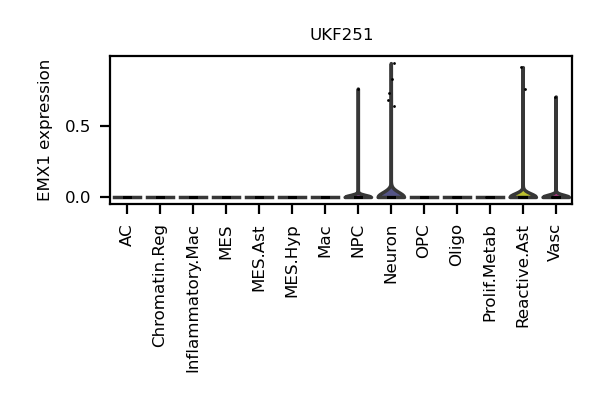 UKF251
EMX1 expression
0.5
0.0
AC
Chromatin.Reg
Inflammatory.Mac
MES
MES.Ast
MES.Hyp
Mac
NPC
Neuron
OPC
Oligo
Prolif.Metab
Reactive.Ast
Vasc